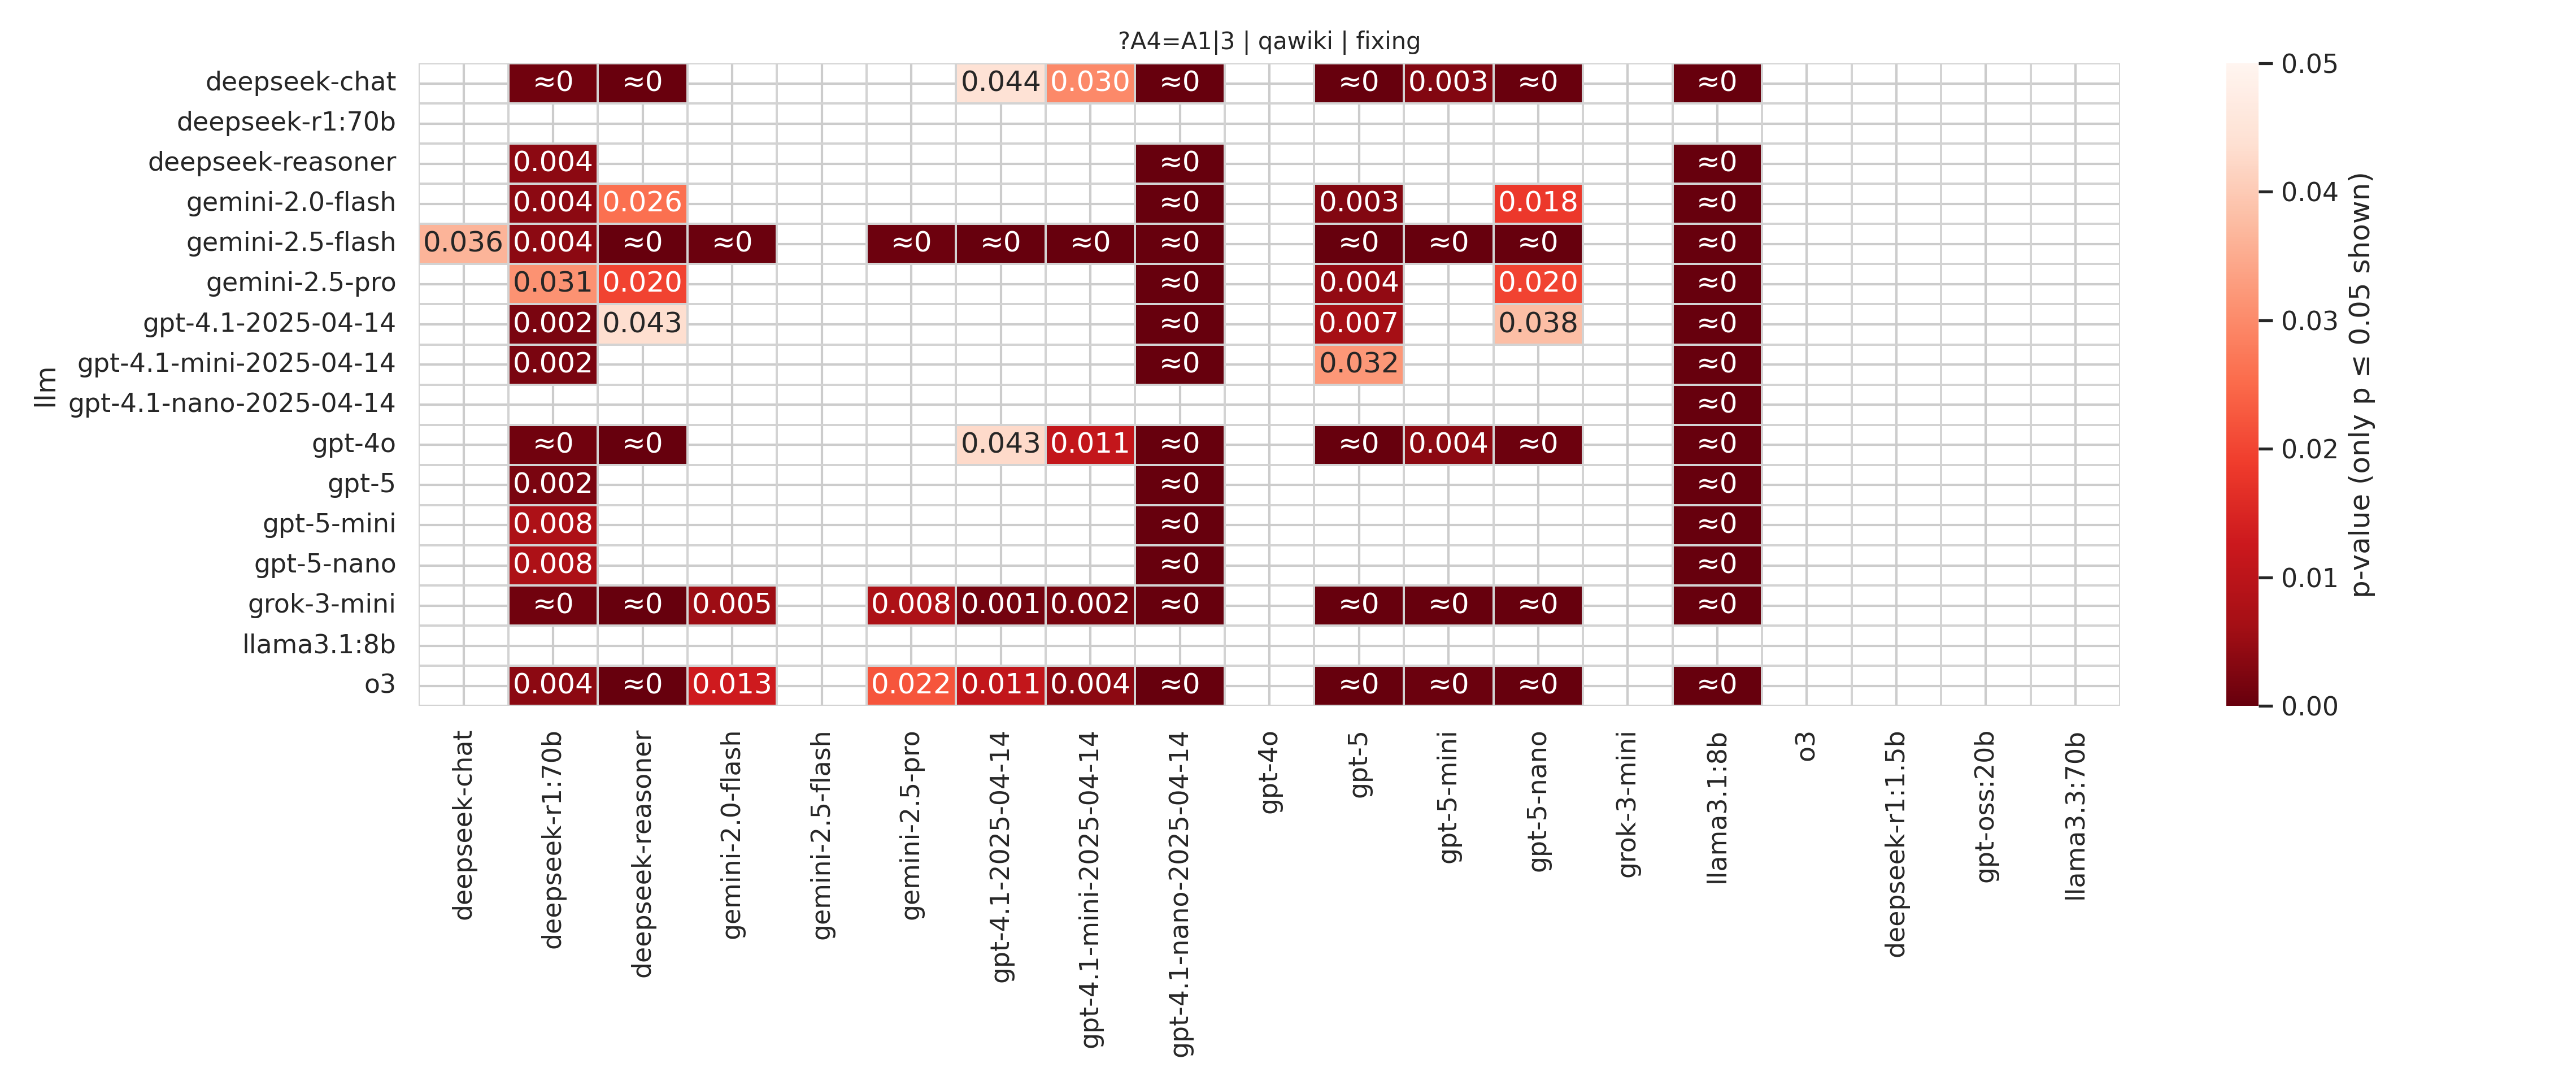 ?A4=A1|3 | qawiki | fixing
llm
deepseek-chat ≈0 ≈0 0.044 0.030 ≈0 ≈0 0.003 ≈0 ≈0
deepseek-r1:70b
deepseek-reasoner 0.004 ≈0 ≈0
gemini-2.0-flash 0.004 0.026 ≈0 0.003 0.018 ≈0
gemini-2.5-flash 0.036 0.004 ≈0 ≈0 ≈0 ≈0 ≈0 ≈0 ≈0 ≈0 ≈0 ≈0
gemini-2.5-pro 0.031 0.020 ≈0 0.004 0.020 ≈0
gpt-4.1-2025-04-14 0.002 0.043 ≈0 0.007 0.038 ≈0
gpt-4.1-mini-2025-04-14 0.002 ≈0 0.032 ≈0
gpt-4.1-nano-2025-04-14 ≈0
gpt-4o ≈0 ≈0 0.043 0.011 ≈0 ≈0 0.004 ≈0 ≈0
gpt-5 0.002 ≈0 ≈0
gpt-5-mini 0.008 ≈0 ≈0
gpt-5-nano 0.008 ≈0 ≈0
grok-3-mini ≈0 ≈0 0.005 0.008 0.001 0.002 ≈0 ≈0 ≈0 ≈0 ≈0
llama3.1:8b
o3 0.004 ≈0 0.013 0.022 0.011 0.004 ≈0 ≈0 ≈0 ≈0 ≈0
deepseek-chat
deepseek-r1:70b
deepseek-reasoner
gemini-2.0-flash
gemini-2.5-flash
gemini-2.5-pro
gpt-4.1-2025-04-14
gpt-4.1-mini-2025-04-14
gpt-4.1-nano-2025-04-14
gpt-4o
gpt-5
gpt-5-mini
gpt-5-nano
grok-3-mini
llama3.1:8b
o3
deepseek-r1:1.5b
gpt-oss:20b
llama3.3:70b
0.05
0.04
0.03
0.02
0.01
0.00
p-value (only p ≤ 0.05 shown)